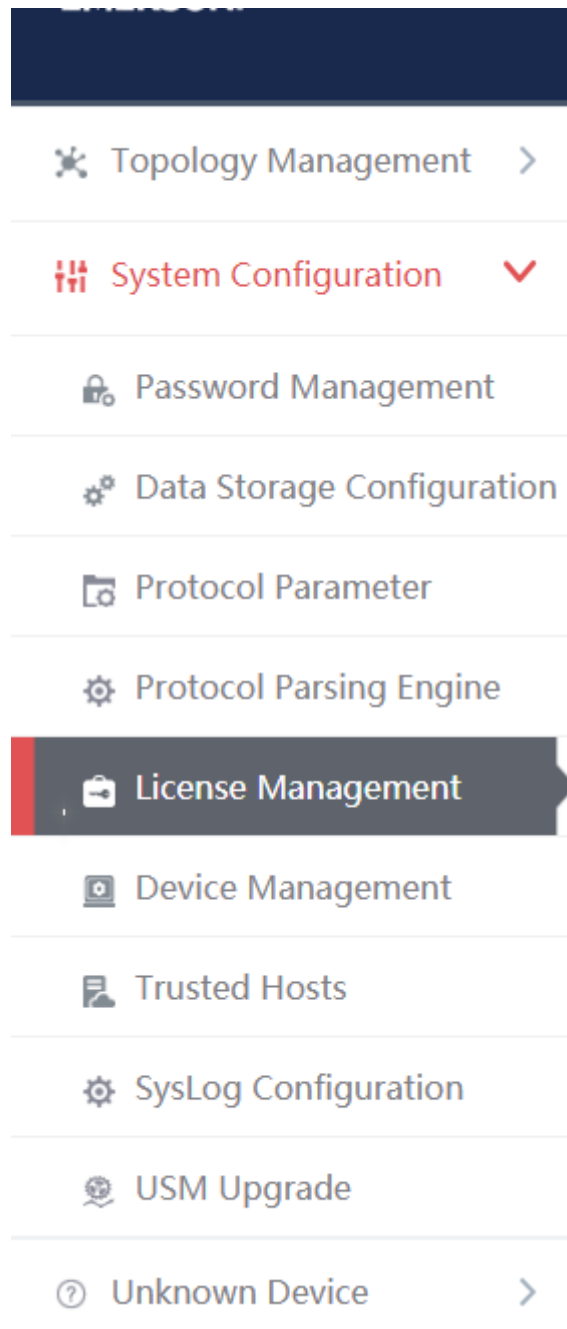 Topology Management
System Configuration
Password Management
Data Storage Configuration
Protocol Parameter
Protocol Parsing Engine
License Management
Device Management
Trusted Hosts
SysLog Configuration
USM Upgrade
Unknown Device